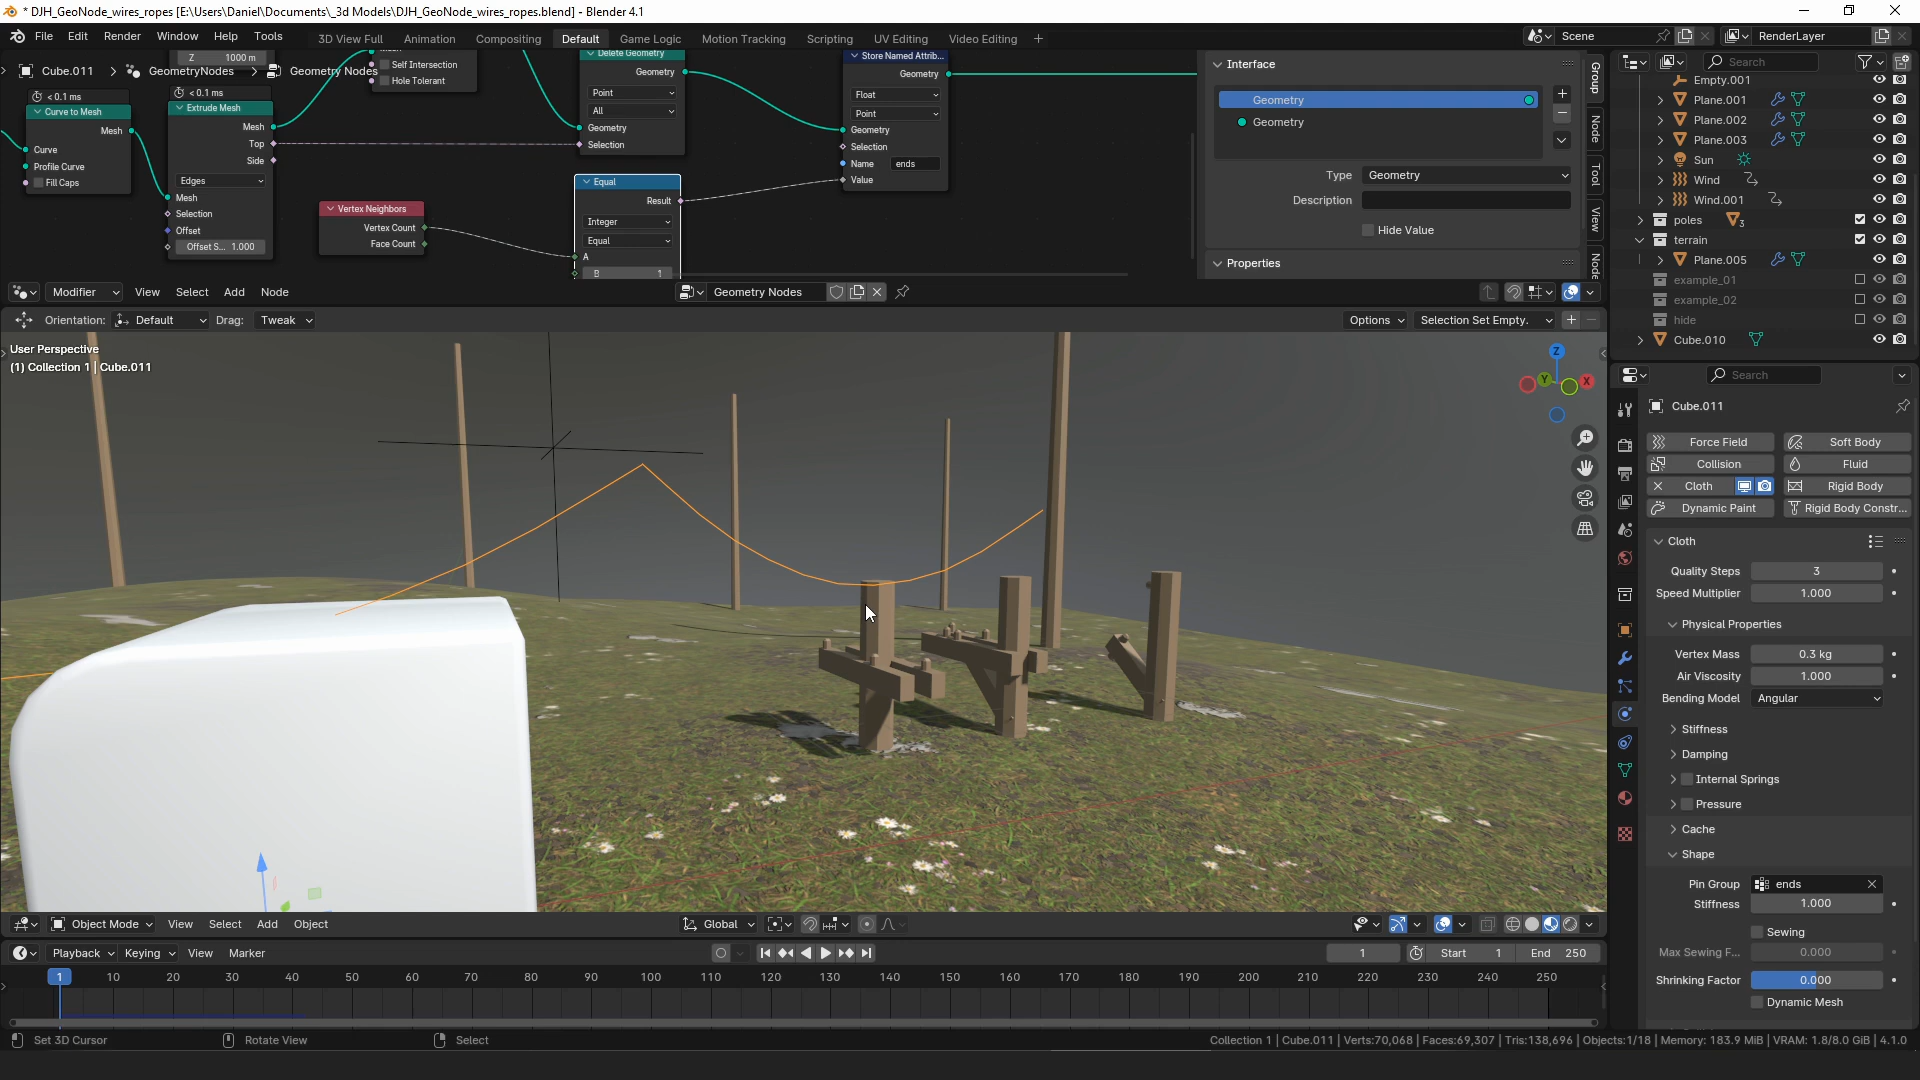 * DJH_GeoNode_wires_ropes [E:\Users\Daniel\Documents\_3d Models\DJH_GeoNode_wires_ropes.blend] - Blender 4.1
File Edit Render Window Help Tools
3D View Full Animation Compositing Default Game Logic Motion Tracking Scripting UV Editing Video Editing
Scene
RenderLayer
Cube.011
GeometryNodes
Geometry Nodes
Z 1000 m
< 0.1 ms
Curve to Mesh
Mesh
Curve
Profile Curve
Fill Caps
< 0.1 ms
Extrude Mesh
Mesh
Top
Side
Edges
Mesh
Selection
Offset
Offset S... 1.000
Self Intersection
Hole Tolerant
Vertex Neighbors
Vertex Count
Face Count
Delete Geometry
Geometry
Point
All
Geometry
Selection
Equal
Result
Integer
Equal
A
B 1
Store Named Attrib...
Geometry
Float
Point
Geometry
Selection
Name ends
Value
Interface
Geometry
Geometry
Type Geometry
Description
Hide Value
Properties
Group
Node
Tool
View
Node
Modifier View Select Add Node
Geometry Nodes
Orientation: Default Drag: Tweak
Options Selection Set Empty.
User Perspective
(1) Collection 1 | Cube.011
Z
Y
X
Object Mode View Select Add Object
Global
Playback Keying View Marker
1 Start 1 End 250
1 10 20 30 40 50 60 70 80 90 100 110 120 130 140 150 160 170 180 190 200 210 220 230 240 250
Set 3D Cursor
Rotate View
Select
Collection 1 | Cube.011 | Verts:70,068 | Faces:69,307 | Tris:138,696 | Objects:1/18 | Memory: 183.9 MiB | VRAM: 1.8/8.0 GiB | 4.1.0
Search
Empty.001
Plane.001
Plane.002
Plane.003
Sun
Wind
Wind.001
poles 3
terrain
Plane.005
example_01
example_02
hide
Cube.010
Search
Cube.011
Force Field Soft Body
Collision Fluid
Cloth Rigid Body
Dynamic Paint Rigid Body Constr...
Cloth
Quality Steps 3
Speed Multiplier 1.000
Physical Properties
Vertex Mass 0.3 kg
Air Viscosity 1.000
Bending Model Angular
Stiffness
Damping
Internal Springs
Pressure
Cache
Shape
Pin Group ends
Stiffness 1.000
Sewing
Max Sewing F... 0.000
Shrinking Factor 0.000
Dynamic Mesh